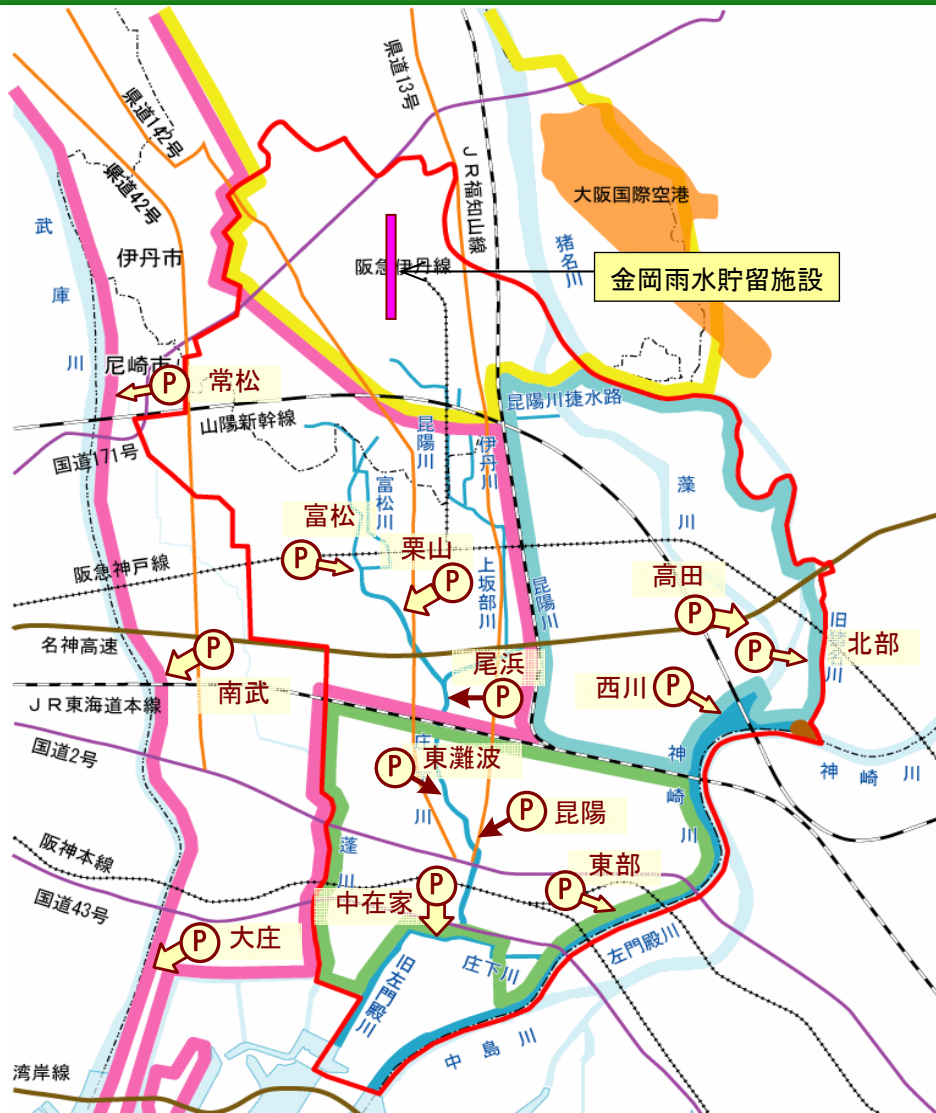 県道13号
県道142号
県道42号
JR福知山線
大阪国際空港
武庫川
伊丹市
猪名川
阪急伊丹線
金岡雨水貯留施設
尼崎市
P
常松
昆陽川捷水路
山陽新幹線
昆陽川
伊丹川
国道171号
富松川
藻川
富松
P
栗山
P
阪急神戸線
上坂部川
昆陽川
高田
P
名神高速
P
南武
尾浜
P
P
北部
西川
P
JR東海道本線
国道2号
庄
川
P
東灘波
神崎川
神崎川
P
昆陽
阪神本線
蓬川
東部
P
国道43号
中在家
P
P
大庄
旧左門殿川
庄下川
左門殿川
中島川
湾岸線